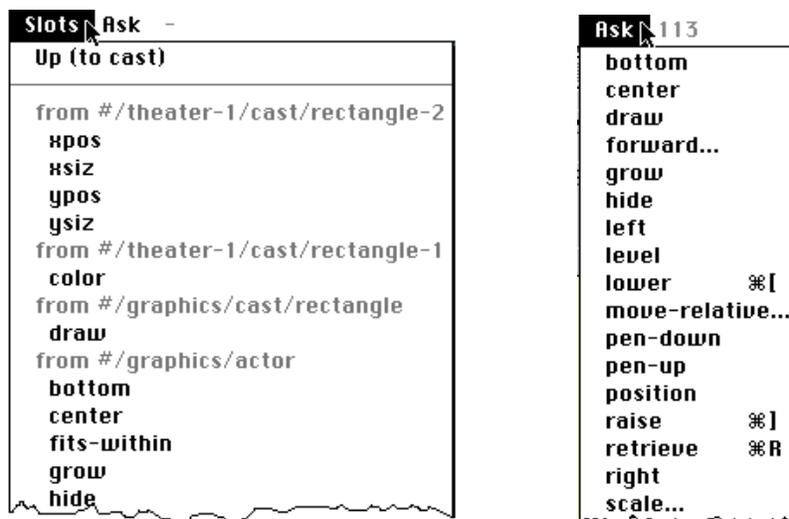 Slots Ask -
Up (to cast)
from #/theater-1/cast/rectangle-2
xpos
xsiz
ypos
ysiz
from #/theater-1/cast/rectangle-1
color
from #/graphics/cast/rectangle
draw
from #/graphics/actor
bottom
center
fits-within
grow
hide
Ask 113
bottom
center
draw
forward...
grow
hide
left
level
lower ⌘[
move-relative...
pen-down
pen-up
position
raise ⌘]
retrieve ⌘R
right
scale...